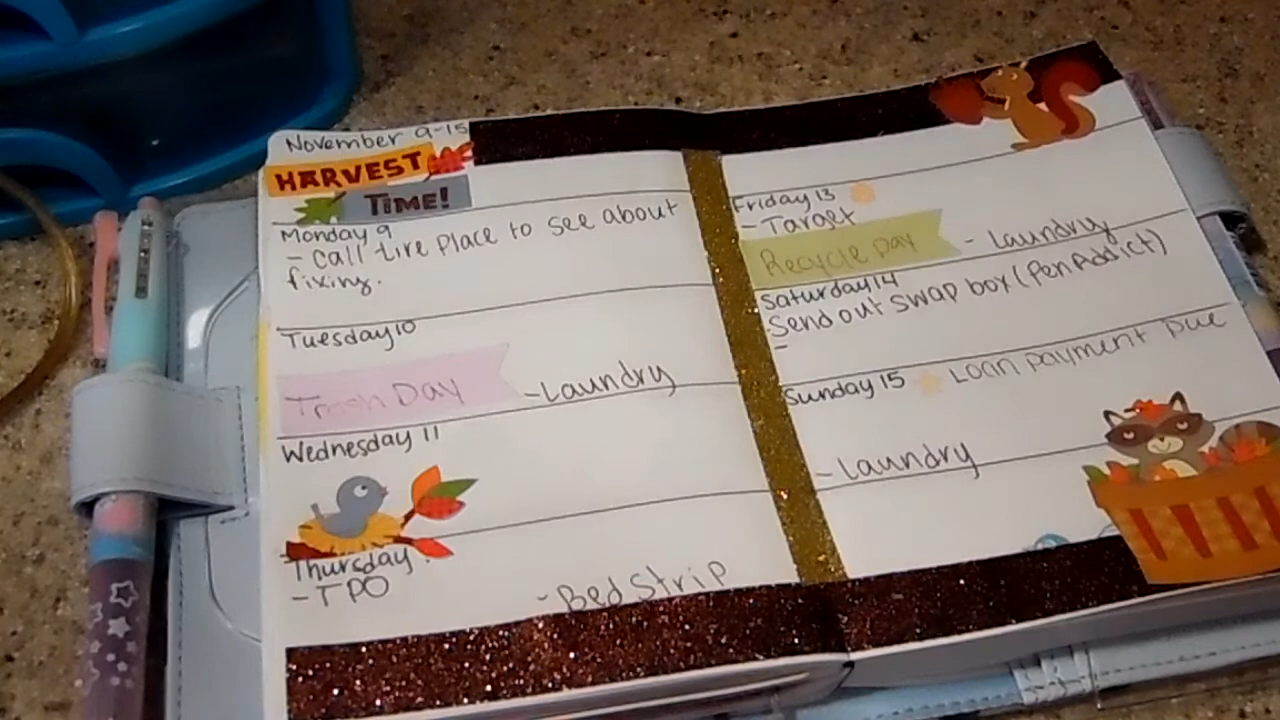 November 9-15
HARVEST
TIME!
Monday 9
- Call tire place to see about
fixing.
Tuesday 10
Trash Day
- Laundry
Wednesday 11
Thursday
- TPO
- Bed Strip
Friday 13
- Target
Recycle Day
- Laundry
Saturday 14
- Send out swap box (Pen Addict)
-
Sunday 15
Loan payment Due
- Laundry